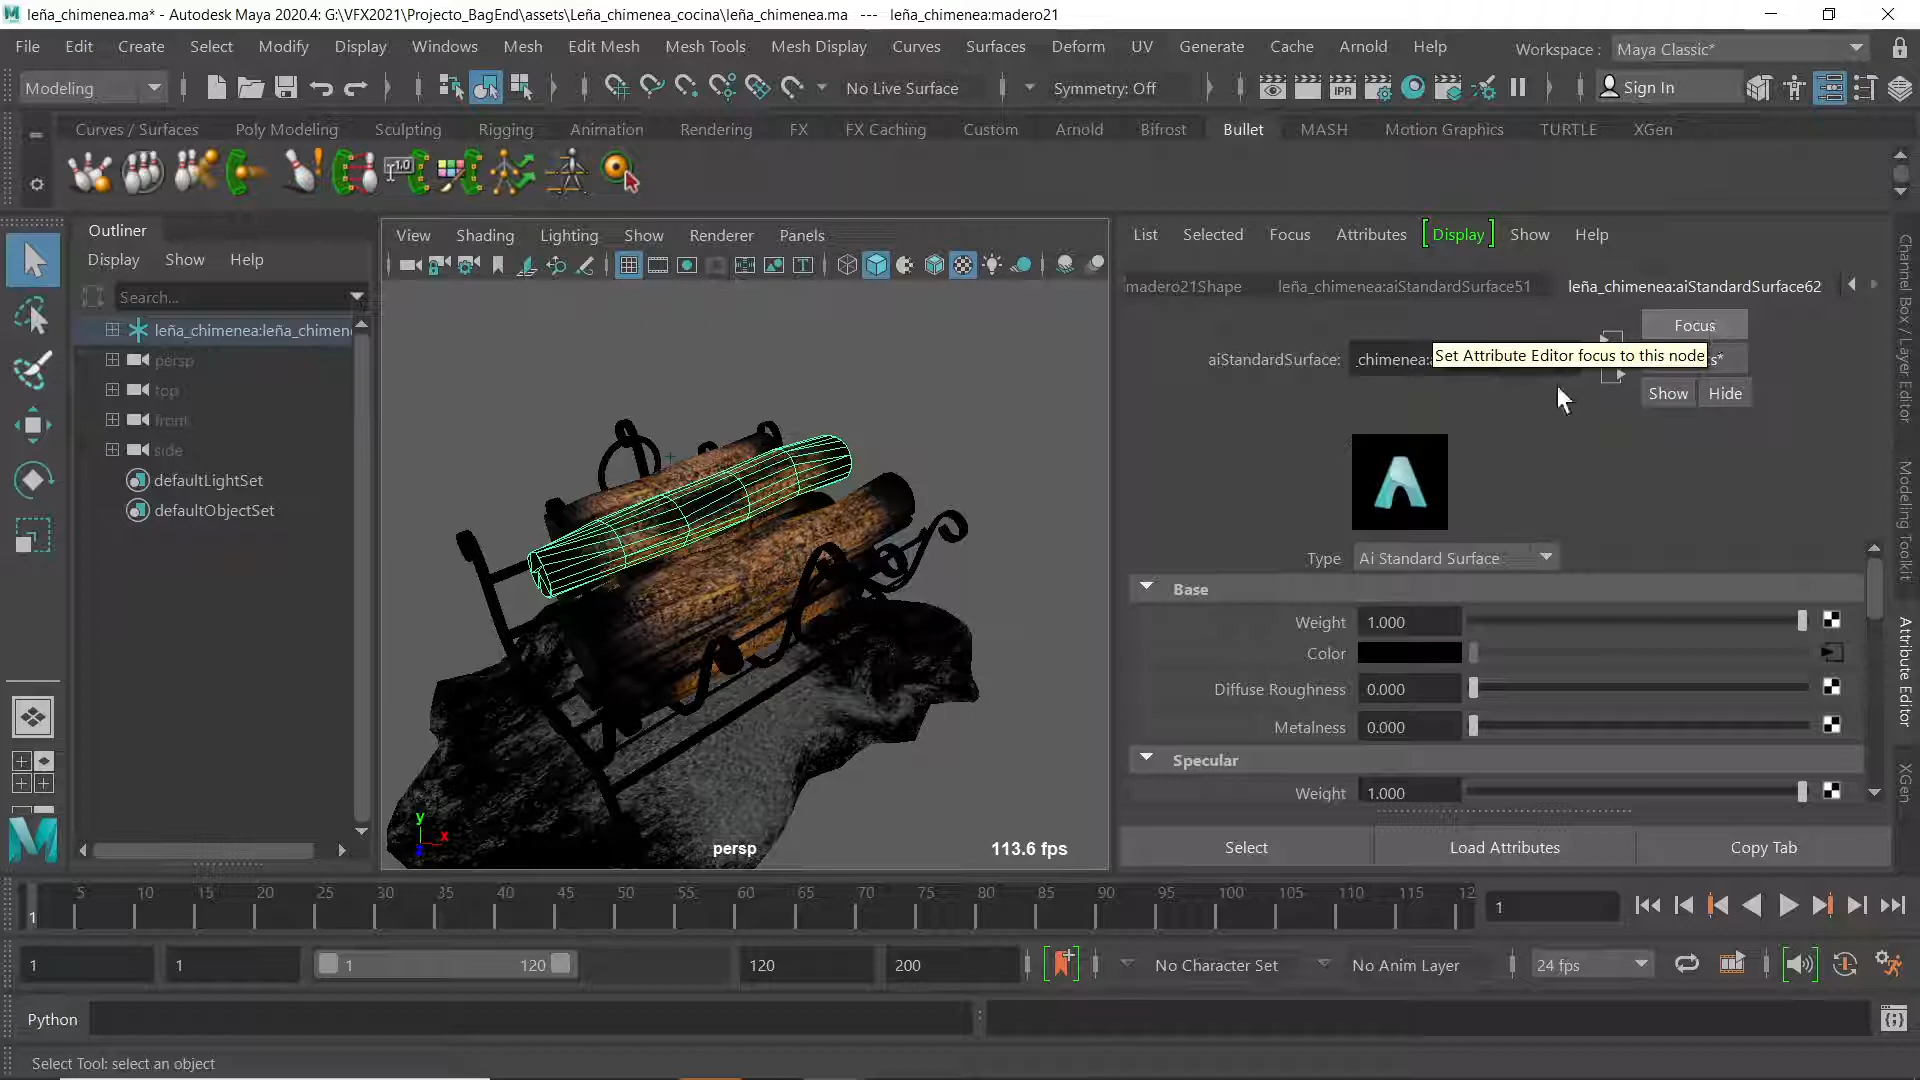 leña_chimenea.ma* - Autodesk Maya 2020.4: G:\VFX2021\Projecto_BagEnd\assets\Leña_chimenea_cocina\leña_chimenea.ma --- leña_chimenea:madero21
File Edit Create Select Modify Display Windows Mesh Edit Mesh Mesh Tools Mesh Display Curves Surfaces Deform UV Generate Cache Arnold Help Workspace : Maya Classic*
Modeling No Live Surface Symmetry: Off IPR Sign In
Curves / Surfaces Poly Modeling Sculpting Rigging Animation Rendering FX FX Caching Custom Arnold Bifrost Bullet MASH Motion Graphics TURTLE XGen
1.0
Outliner
Display Show Help
Search...
leña_chimenea:leña_chimen
persp
top
front
side
defaultLightSet
defaultObjectSet
View Shading Lighting Show Renderer Panels
y
x
z
persp 113.6 fps
List Selected Focus Attributes Display Show Help
madero21Shape leña_chimenea:aiStandardSurface51 leña_chimenea:aiStandardSurface62
Focus
aiStandardSurface: _chimenea: Set Attribute Editor focus to this node s*
Show Hide
Type Ai Standard Surface
Base
Weight 1.000
Color
Diffuse Roughness 0.000
Metalness 0.000
Specular
Weight 1.000
Select Load Attributes Copy Tab
Channel Box / Layer Editor
Modeling Toolkit
Attribute Editor
XGen
5 10 15 20 25 30 35 40 45 50 55 60 65 70 75 80 85 90 95 100 105 110 115 12
1 1
1 1 1 120 120 200 No Character Set No Anim Layer 24 fps
Python
Select Tool: select an object